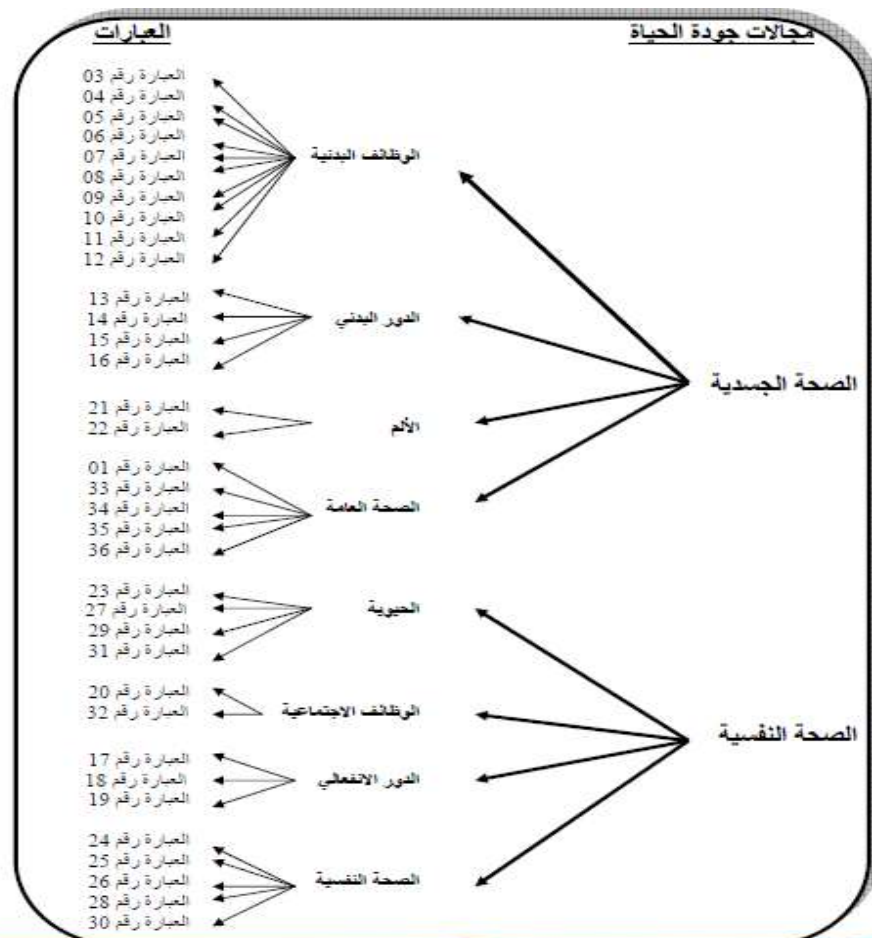 مجالات جودة الحياة
العبارات
الصحة الجسدية
الوظائف البدنية
العبارة رقم 03
العبارة رقم 04
العبارة رقم 05
العبارة رقم 06
العبارة رقم 07
العبارة رقم 08
العبارة رقم 09
العبارة رقم 10
العبارة رقم 11
العبارة رقم 12
الدور البدني
العبارة رقم 13
العبارة رقم 14
العبارة رقم 15
العبارة رقم 16
الألم
العبارة رقم 21
العبارة رقم 22
الصحة العامة
العبارة رقم 01
العبارة رقم 33
العبارة رقم 34
العبارة رقم 35
العبارة رقم 36
الصحة النفسية
الحيوية
العبارة رقم 23
العبارة رقم 27
العبارة رقم 29
العبارة رقم 31
الوظائف الاجتماعية
العبارة رقم 20
العبارة رقم 32
الدور الانفعالي
العبارة رقم 17
العبارة رقم 18
العبارة رقم 19
الصحة النفسية
العبارة رقم 24
العبارة رقم 25
العبارة رقم 26
العبارة رقم 28
العبارة رقم 30